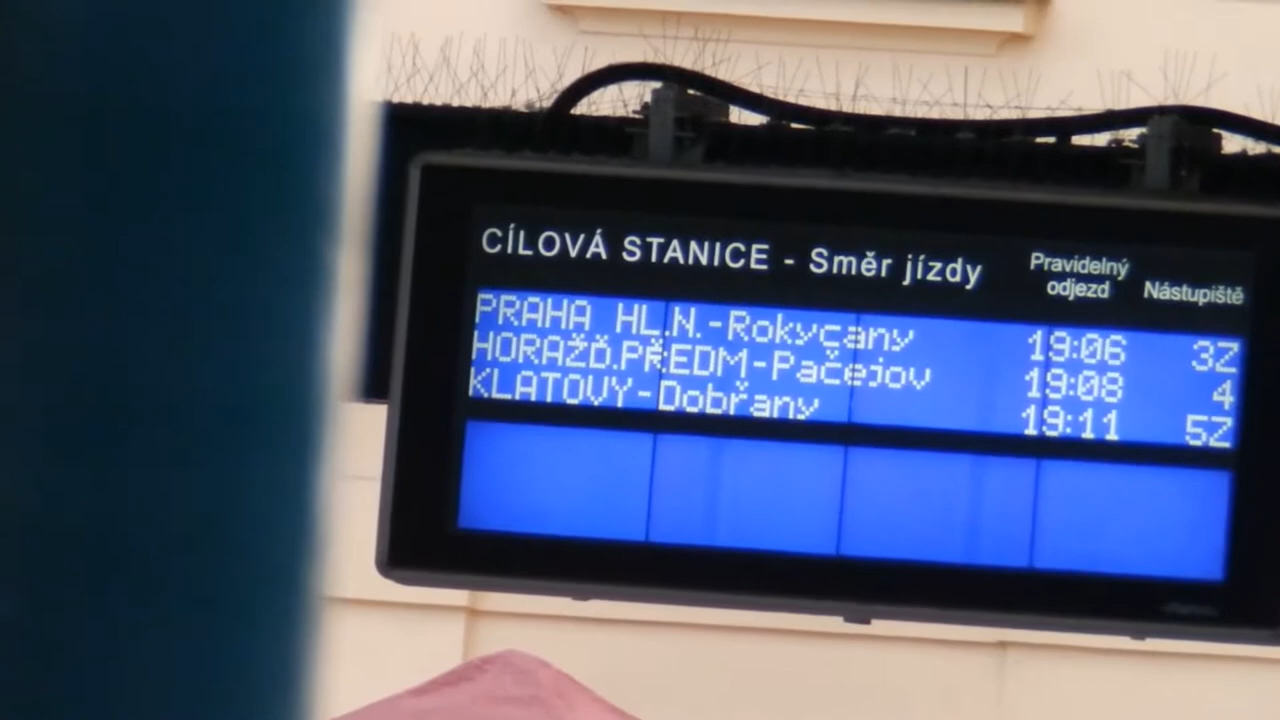 CÍLOVÁ STANICE - Směr jízdy
Pravidelný
odjezd
Nástupiště
PRAHA HL.N.-Rokycany 19:06 3Z
HORAŽĎ.PŘEDM-Pačejov 19:08 4
KLATOVY-Dobřany 19:11 5Z